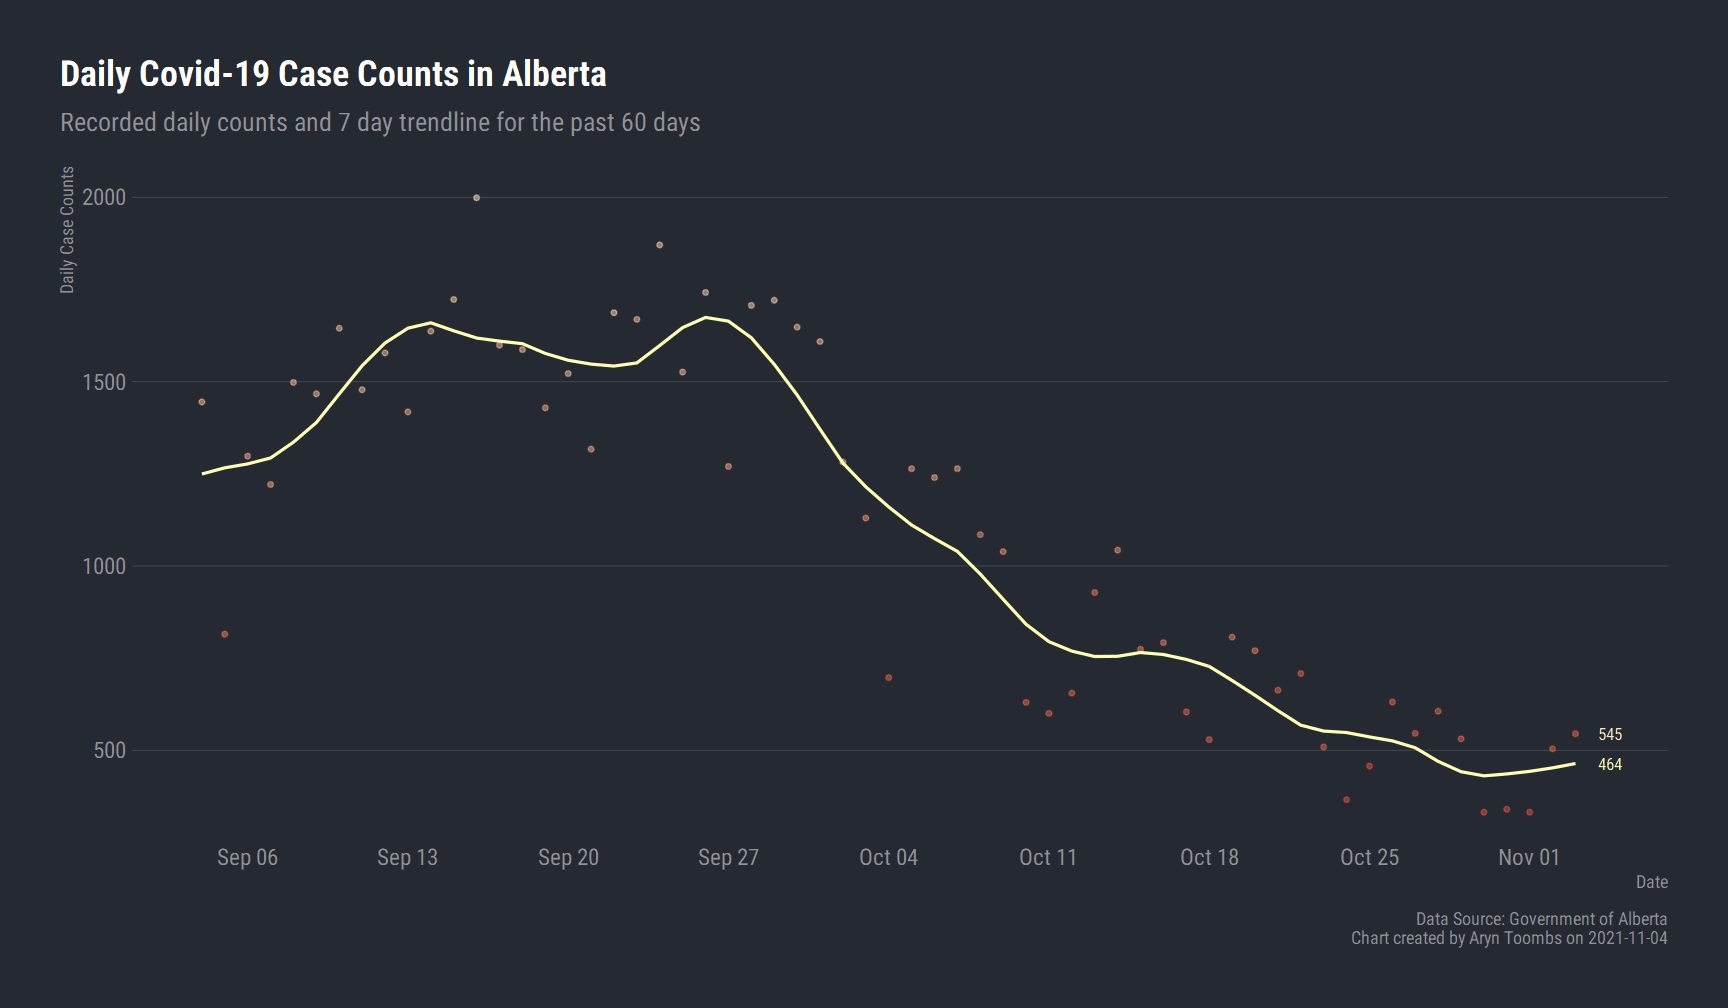 Daily Covid-19 Case Counts in Alberta
Recorded daily counts and 7 day trendline for the past 60 days
Daily Case Counts
2000
1500
1000
500
545
464
Sep 06
Sep 13
Sep 20
Sep 27
Oct 04
Oct 11
Oct 18
Oct 25
Nov 01
Date
Data Source: Government of Alberta
Chart created by Aryn Toombs on 2021-11-04